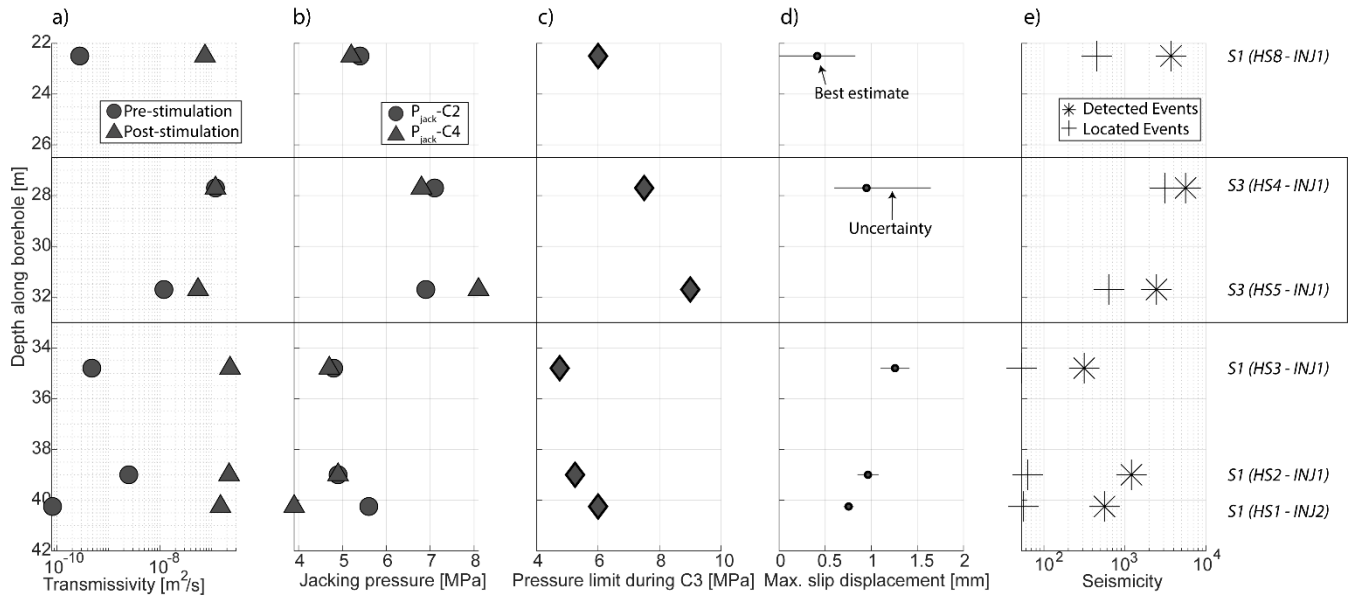 a)
b)
c)
d)
e)
22
24
26
28
30
32
34
36
38
40
42
Depth along borehole [m]
Pre-stimulation
Post-stimulation
P_jack-C2
P_jack-C4
Best estimate
Uncertainty
Detected Events
Located Events
S1 (HS8 - INJ1)
S3 (HS4 - INJ1)
S3 (HS5 - INJ1)
S1 (HS3 - INJ1)
S1 (HS2 - INJ1)
S1 (HS1 - INJ2)
10^-10 10^-8
Transmissivity [m²/s]
4 5 6 7 8
Jacking pressure [MPa]
4 6 8 10
Pressure limit during C3 [MPa]
0 0.5 1 1.5 2
Max. slip displacement [mm]
10^2 10^3 10^4
Seismicity